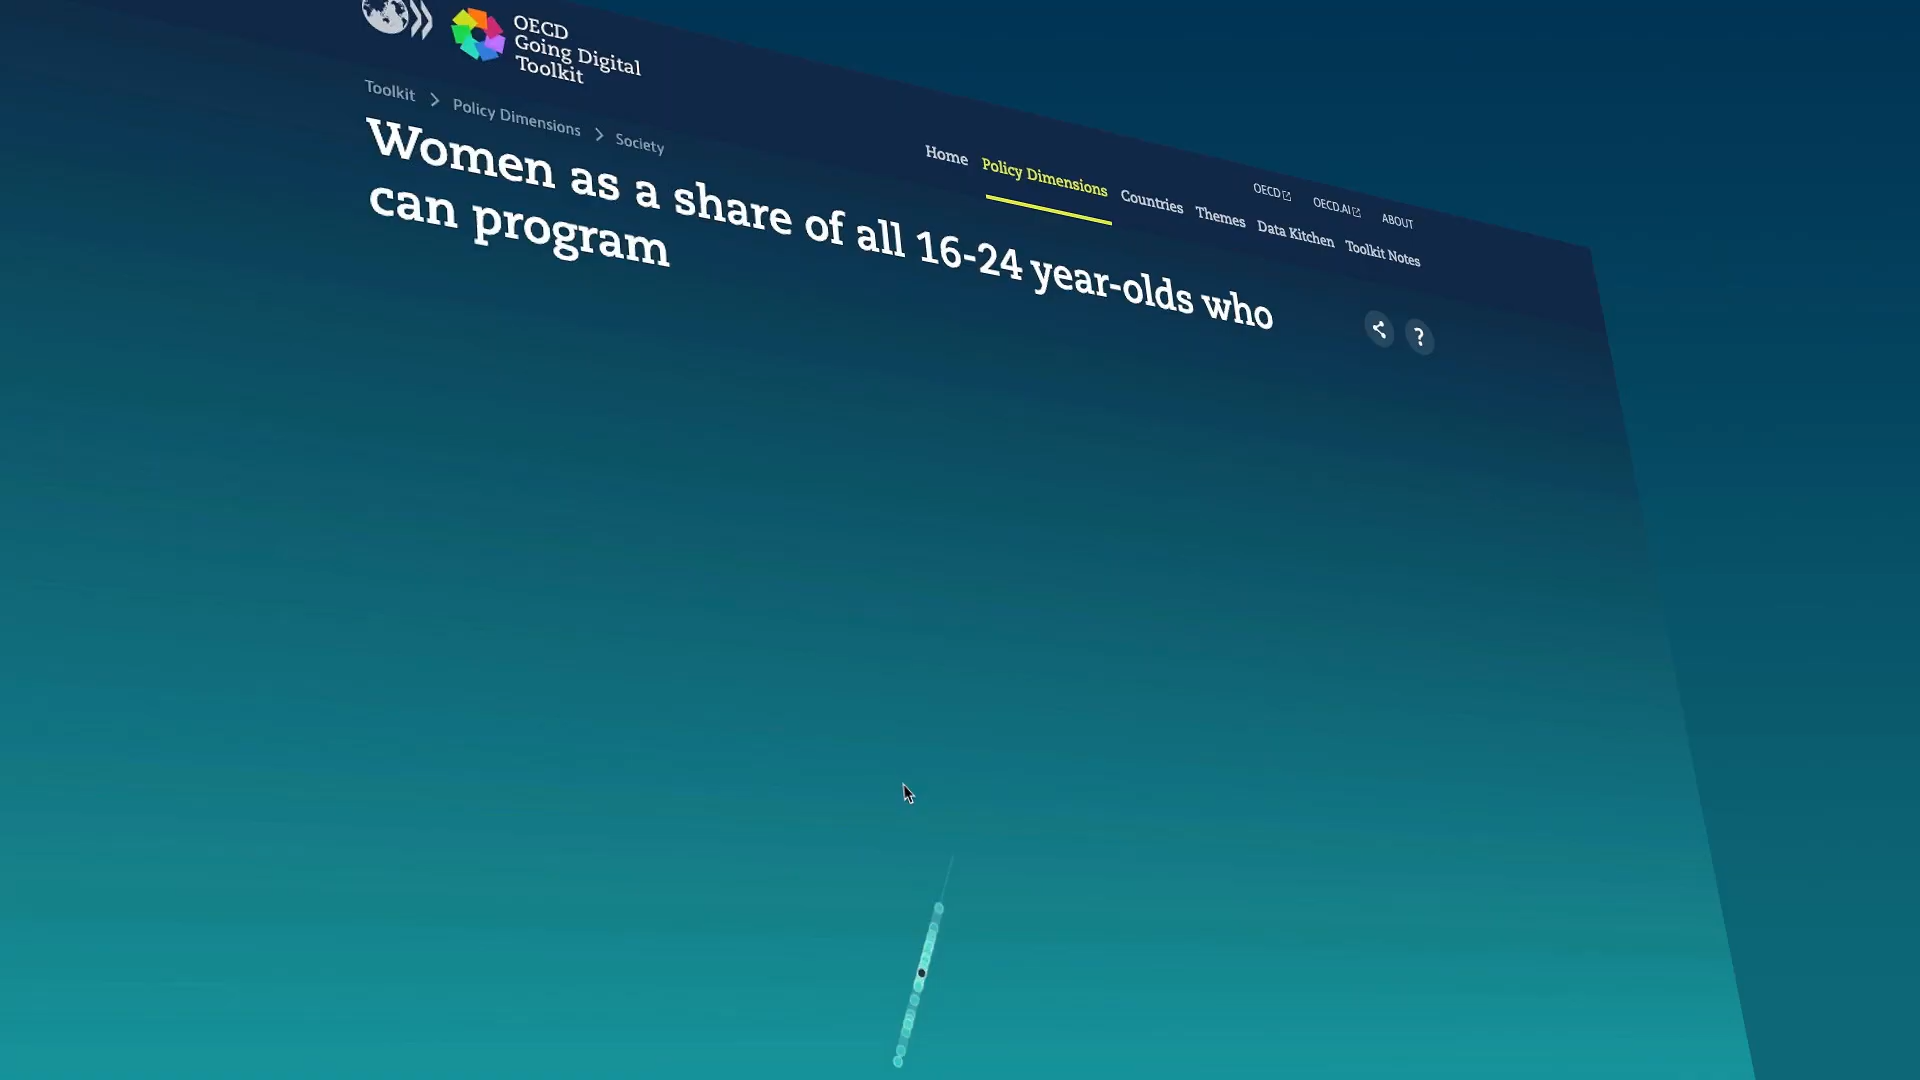 OECD
Going Digital
Toolkit
Toolkit > Policy Dimensions > Society
Home Policy Dimensions Countries Themes Data Kitchen Toolkit Notes
OECD OECD.AI ABOUT
Women as a share of all 16-24 year-olds who
can program
?